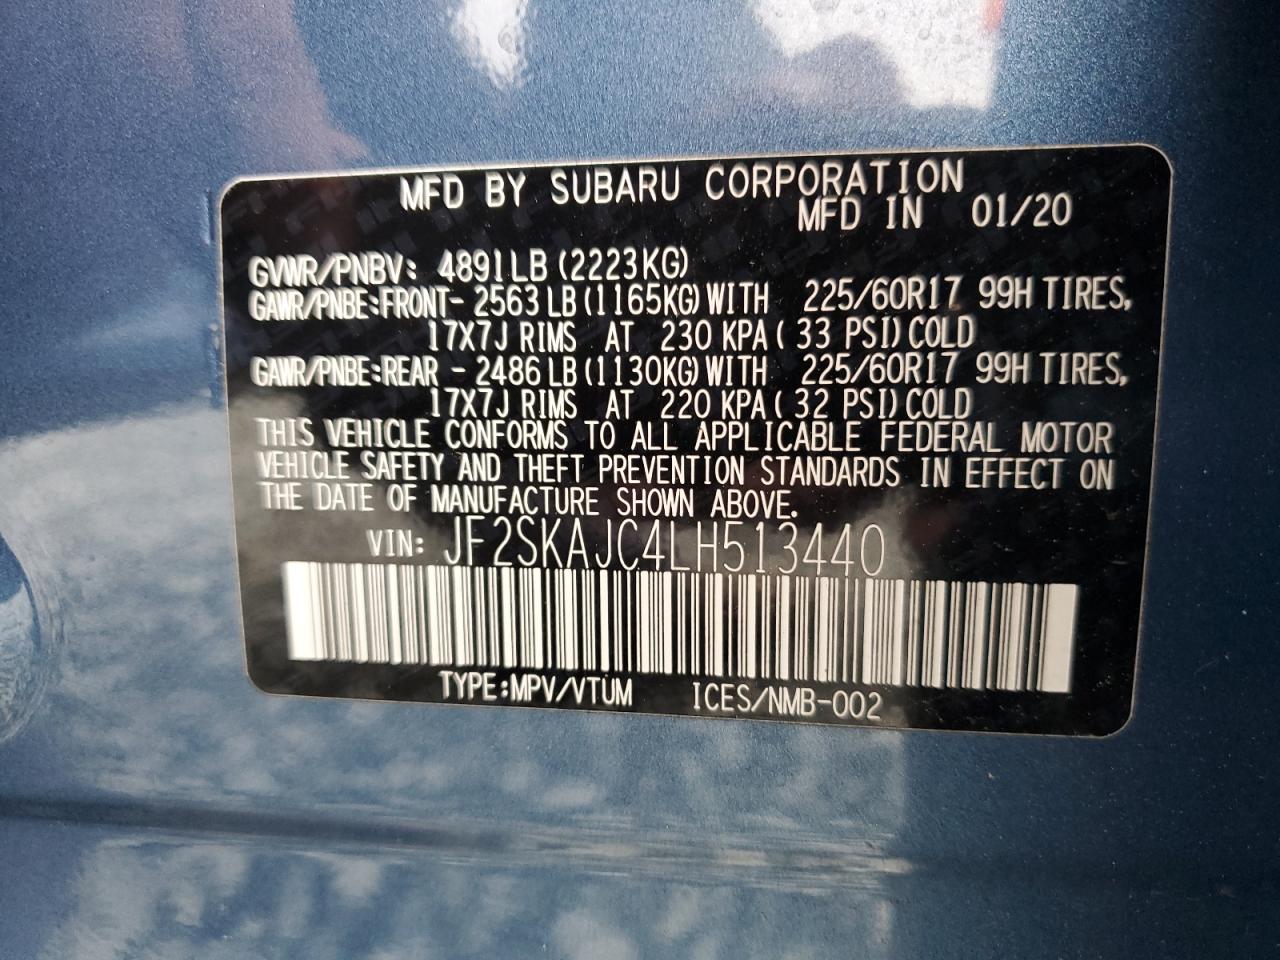 MFD BY SUBARU CORPORATION
MFD IN 01/20
GVWR/PNBV: 4891LB (2223KG)
GAWR/PNBE:FRONT- 2563 LB (1165KG) WITH 225/60R17 99H TIRES,
17X7J RIMS AT 230 KPA ( 33 PSI) COLD
GAWR/PNBE:REAR - 2486 LB (1130KG) WITH 225/60R17 99H TIRES,
17X7J RIMS AT 220 KPA ( 32 PSI) COLD
THIS VEHICLE CONFORMS TO ALL APPLICABLE FEDERAL MOTOR
VEHICLE SAFETY AND THEFT PREVENTION STANDARDS IN EFFECT ON
THE DATE OF MANUFACTURE SHOWN ABOVE.
VIN: JF2SKAJC4LH513440
TYPE:MPV/VTUM ICES/NMB-002